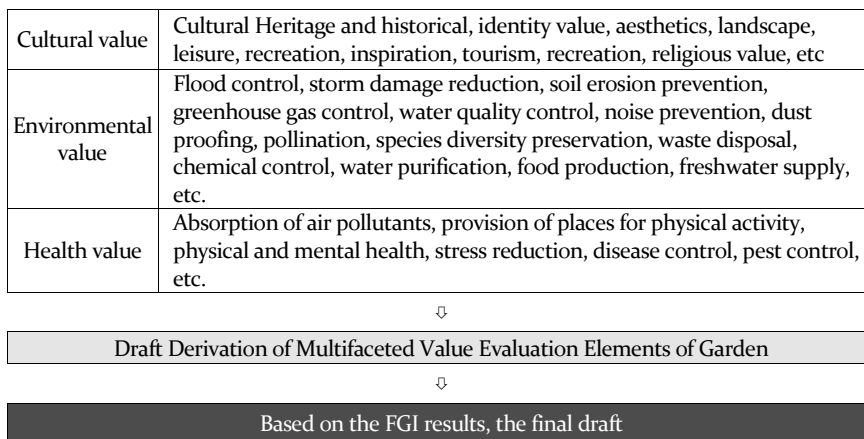 Cultural value
Cultural Heritage and historical, identity value, aesthetics, landscape,
leisure, recreation, inspiration, tourism, recreation, religious value, etc
Environmental
value
Flood control, storm damage reduction, soil erosion prevention,
greenhouse gas control, water quality control, noise prevention, dust
proofing, pollination, species diversity preservation, waste disposal,
chemical control, water purification, food production, freshwater supply,
etc.
Health value
Absorption of air pollutants, provision of places for physical activity,
physical and mental health, stress reduction, disease control, pest control,
etc.
⇩
Draft Derivation of Multifaceted Value Evaluation Elements of Garden
⇩
Based on the FGI results, the final draft